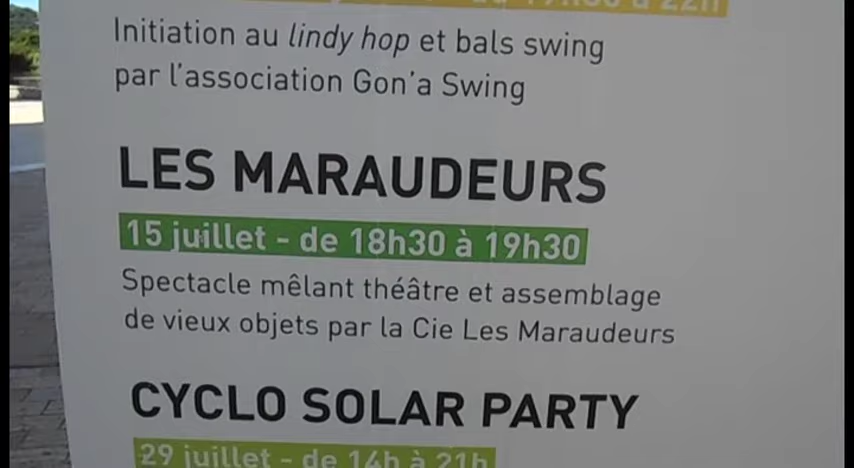 à 22h
Initiation au lindy hop et bals swing
par l'association Gon'a Swing
LES MARAUDEURS
15 juillet - de 18h30 à 19h30
Spectacle mêlant théâtre et assemblage
de vieux objets par la Cie Les Maraudeurs
CYCLO SOLAR PARTY
29 juillet - de 14h à 21h